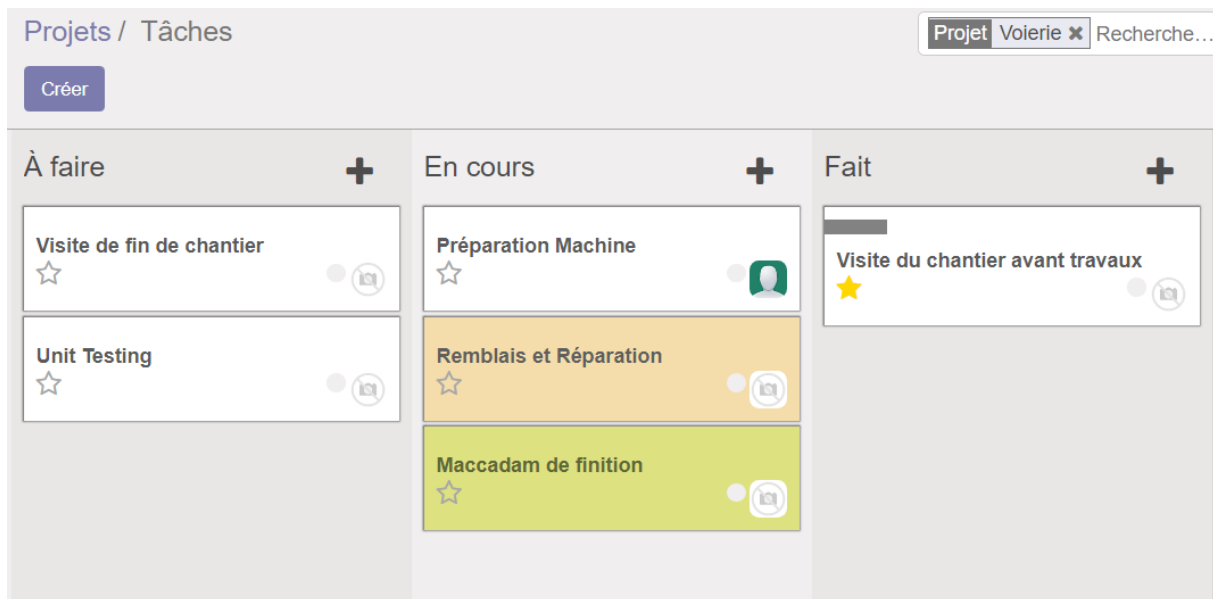 Projets / Tâches
Projet Voierie ✖ Recherche...
Créer
À faire
Visite de fin de chantier
Unit Testing
En cours
Préparation Machine
Remblais et Réparation
Maccadam de finition
Fait
Visite du chantier avant travaux